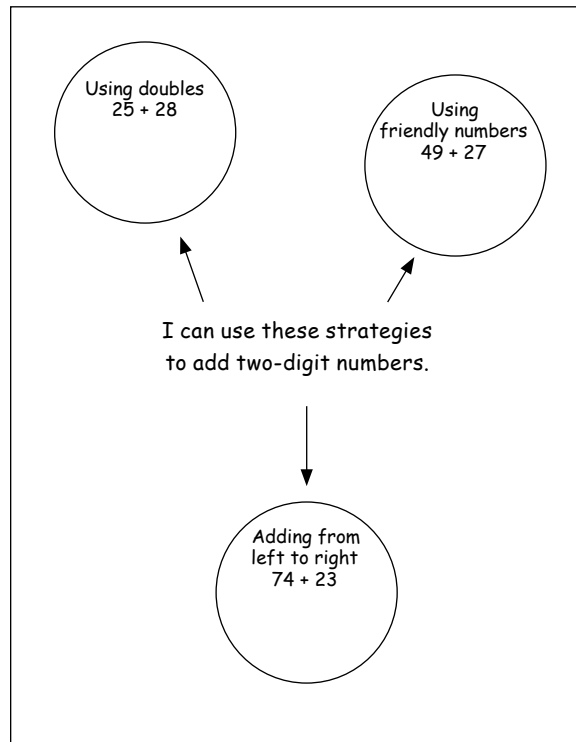 Using doubles
25 + 28
Using
friendly numbers
49 + 27
I can use these strategies
to add two-digit numbers.
Adding from
left to right
74 + 23